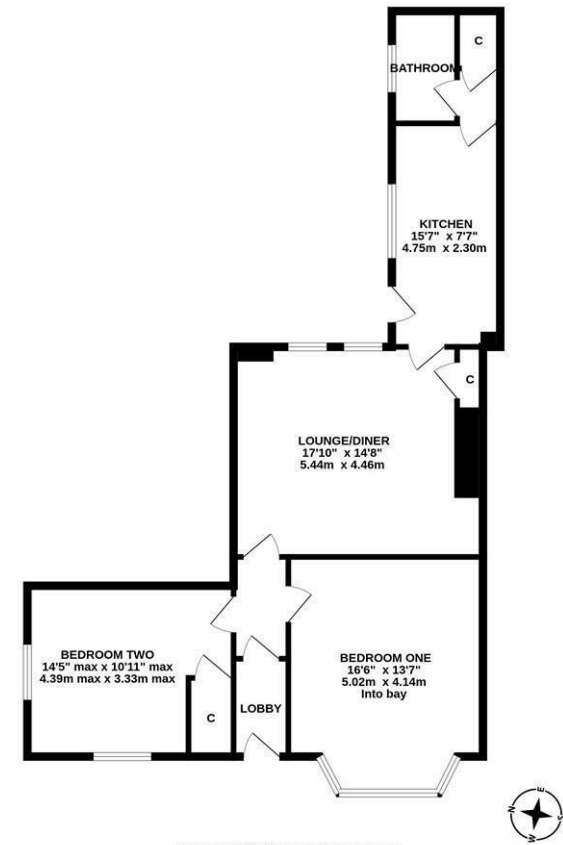 C
BATHROOM
KITCHEN
15'7" x 7'7"
4.75m x 2.30m
C
LOUNGE/DINER
17'10" x 14'8"
5.44m x 4.46m
BEDROOM TWO
14'5" max x 10'11" max
4.39m max x 3.33m max
BEDROOM ONE
16'6" x 13'7"
5.02m x 4.14m
Into bay
C
LOBBY
N
E
S
W